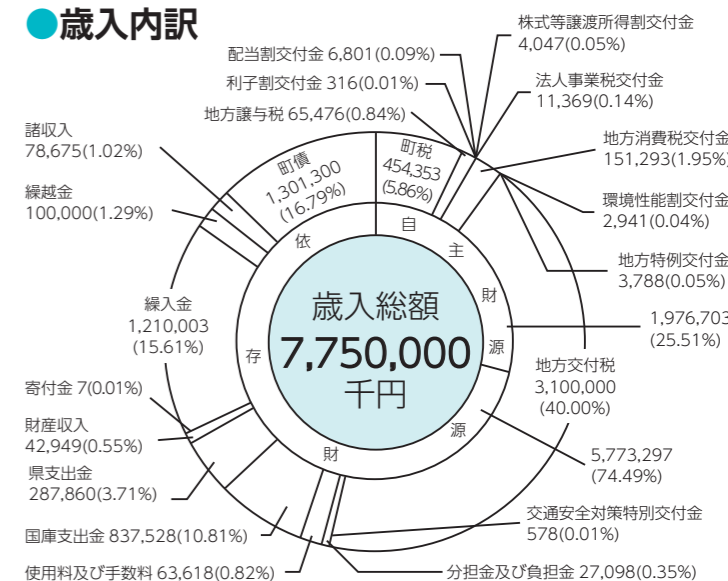 ●歳入内訳
配当割交付金 6,801(0.09%)
利子割交付金 316(0.01%)
地方譲与税 65,476(0.84%)
株式等譲渡所得割交付金
4,047(0.05%)
法人事業税交付金
11,369(0.14%)
地方消費税交付金
151,293(1.95%)
環境性能割交付金
2,941(0.04%)
地方特例交付金
3,788(0.05%)
1,976,703
(25.51%)
地方交付税
3,100,000
(40.00%)
5,773,297
(74.49%)
交通安全対策特別交付金
578(0.01%)
分担金及び負担金 27,098(0.35%)
使用料及び手数料 63,618(0.82%)
国庫支出金 837,528(10.81%)
県支出金
287,860(3.71%)
財産収入
42,949(0.55%)
寄付金 7(0.01%)
繰入金
1,210,003
(15.61%)
繰越金
100,000(1.29%)
諸収入
78,675(1.02%)
町債
1,301,300
(16.79%)
町税
454,353
(5.86%)
自主財源
依存財源
歳入総額
7,750,000
千円